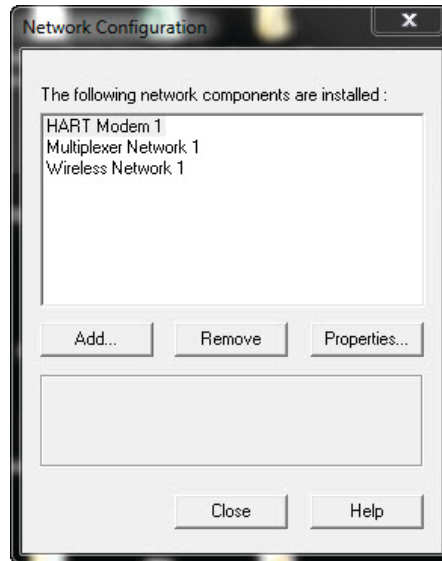 Network Configuration
x
The following network components are installed :
HART Modem 1
Multiplexer Network 1
Wireless Network 1
Add... Remove Properties...
Close Help